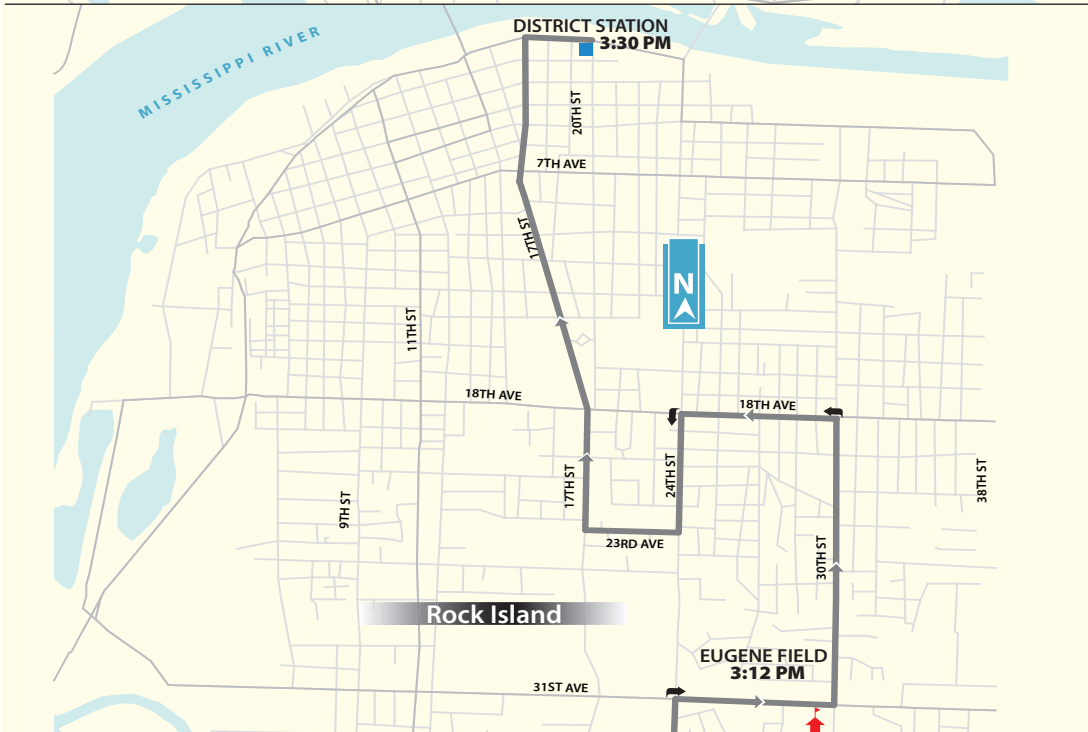 DISTRICT STATION
3:30 PM
MISSISSIPPI RIVER
20TH ST
7TH AVE
17TH ST
N
11TH ST
18TH AVE
18TH AVE
17TH ST
24TH ST
38TH ST
9TH ST
23RD AVE
30TH ST
Rock Island
EUGENE FIELD
3:12 PM
31ST AVE